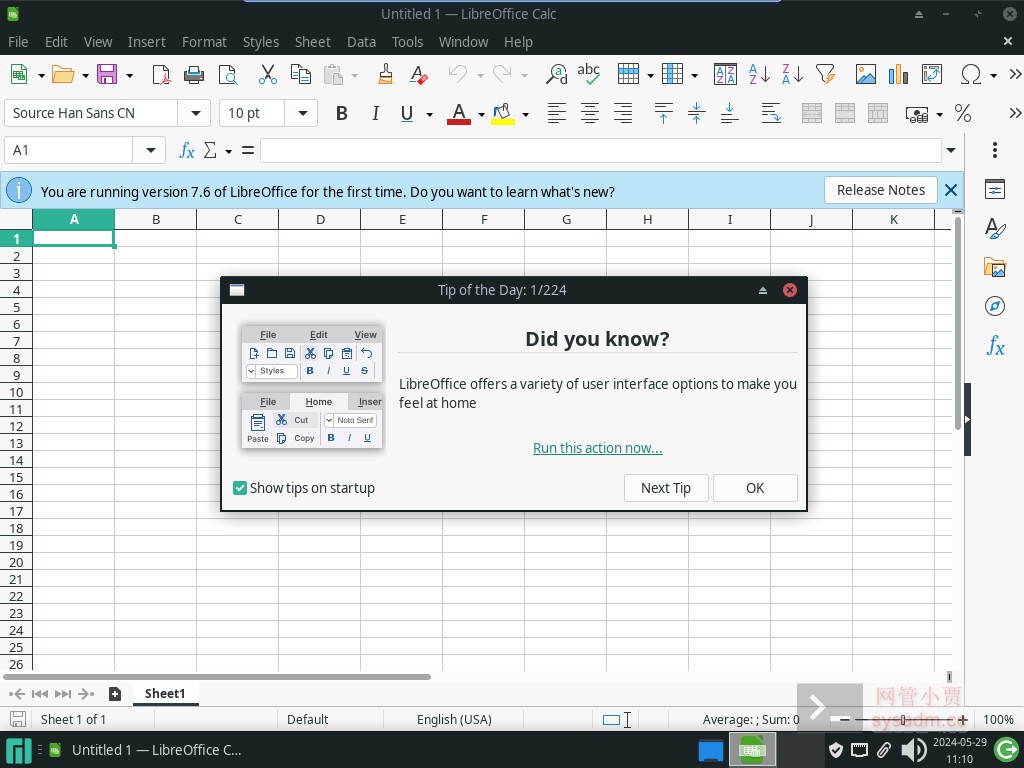 Untitled 1 — LibreOffice Calc
File Edit View Insert Format Styles Sheet Data Tools Window Help
Source Han Sans CN 10 pt B I U A %
A1 fx Σ =
You are running version 7.6 of LibreOffice for the first time. Do you want to learn what's new? Release Notes
A B C D E F G H I J K
1
2
3
4
5
6
7
8
9
10
11
12
13
14
15
16
17
18
19
20
21
22
23
24
25
26
Tip of the Day: 1/224
File Edit View
Styles B I U S
File Home Inser
Cut Noto Serif
Paste Copy B I U
Did you know?
LibreOffice offers a variety of user interface options to make you
feel at home
Run this action now...
Show tips on startup Next Tip OK
Sheet1
Sheet 1 of 1 Default English (USA) Average: ; Sum: 0 100%
网管小贾
sysadm.cc
Untitled 1 — LibreOffice C...
2024-05-29
11:10